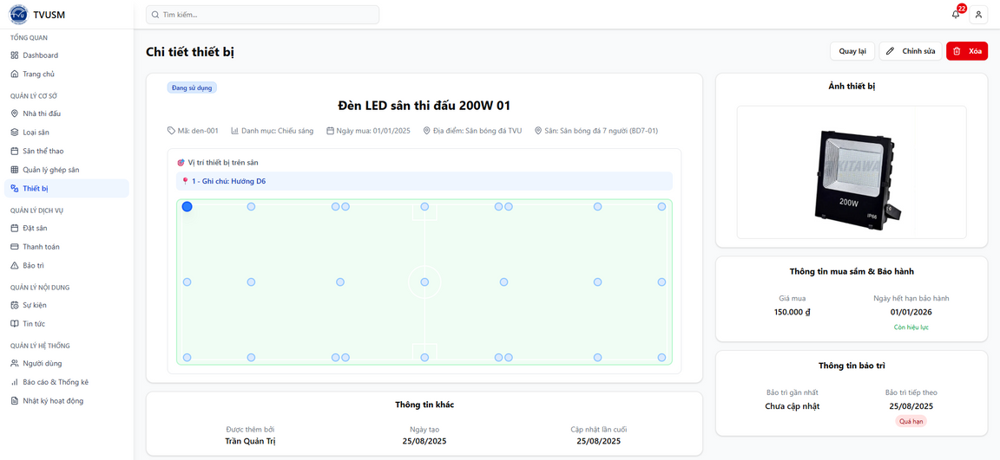 TVU
TVUSM
Tìm kiếm...
22
TỔNG QUAN
Dashboard
Trang chủ
QUẢN LÝ CƠ SỞ
Nhà thi đấu
Loại sân
Sân thể thao
Quản lý ghép sân
Thiết bị
QUẢN LÝ DỊCH VỤ
Đặt sân
Thanh toán
Bảo trì
QUẢN LÝ NỘI DUNG
Sự kiện
Tin tức
QUẢN LÝ HỆ THỐNG
Người dùng
Báo cáo & Thống kê
Nhật ký hoạt động
Chi tiết thiết bị
Quay lại
Chỉnh sửa
Xóa
Đang sử dụng
Đèn LED sân thi đấu 200W 01
Mã: den-001
Danh mục: Chiếu sáng
Ngày mua: 01/01/2025
Địa điểm: Sân bóng đá TVU
Sân: Sân bóng đá 7 người (BD7-01)
Vị trí thiết bị trên sân
1 - Ghi chú: Hướng D6
Thông tin khác
Được thêm bởi
Trần Quản Trị
Ngày tạo
25/08/2025
Cập nhật lần cuối
25/08/2025
Ảnh thiết bị
KITAWA
200W
IP66
Thông tin mua sắm & Bảo hành
Giá mua
150.000 ₫
Ngày hết hạn bảo hành
01/01/2026
Còn hiệu lực
Thông tin bảo trì
Bảo trì gần nhất
Chưa cập nhật
Bảo trì tiếp theo
25/08/2025
Quá hạn